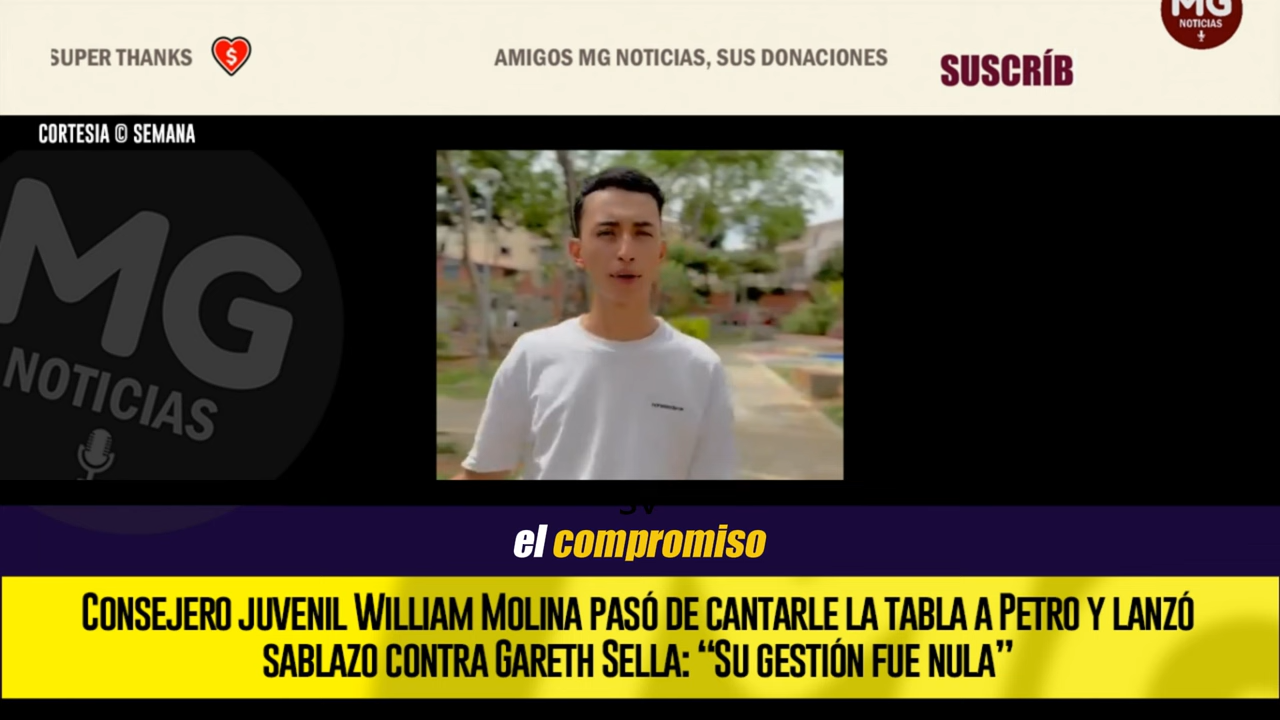 MG
NOTICIAS
SUPER THANKS
AMIGOS MG NOTICIAS, SUS DONACIONES
SUSCRÍB
CORTESIA © SEMANA
MG
NOTICIAS
el compromiso
CONSEJERO JUVENIL WILLIAM MOLINA PASÓ DE CANTARLE LA TABLA A PETRO Y LANZÓ
SABLAZO CONTRA GARETH SELLA: “SU GESTIÓN FUE NULA”